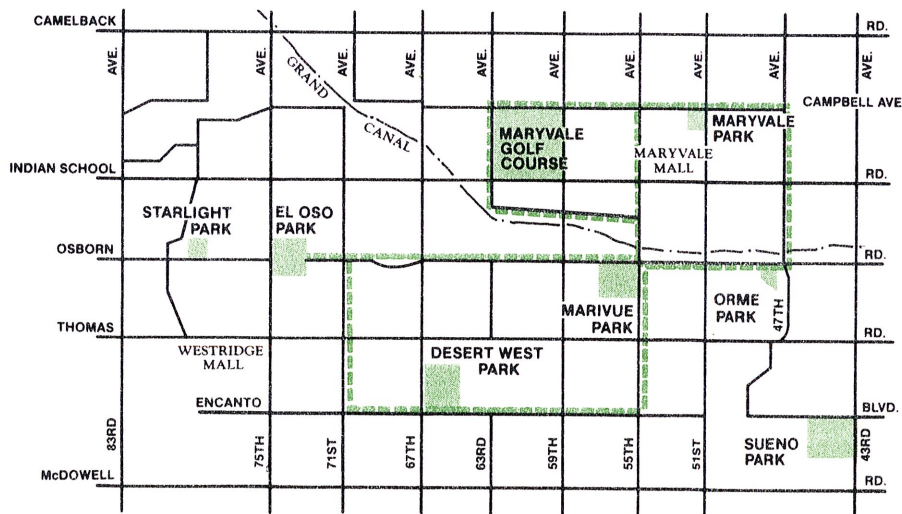 CAMELBACK
RD.
AVE.
AVE.
AVE.
AVE.
AVE.
AVE.
AVE.
AVE.
AVE.
AVE.
GRAND
CANAL
CAMPBELL AVE
MARYVALE
GOLF
COURSE
MARYVALE
PARK
MARYVALE
MALL
INDIAN SCHOOL
RD.
STARLIGHT
PARK
EL OSO
PARK
OSBORN
RD.
MARIVUE
PARK
ORME
PARK
47TH
THOMAS
RD.
WESTRIDGE
MALL
DESERT WEST
PARK
ENCANTO
BLVD.
83RD
75TH
71ST
67TH
63RD
59TH
55TH
51ST
SUENO
PARK
43RD
McDOWELL
RD.